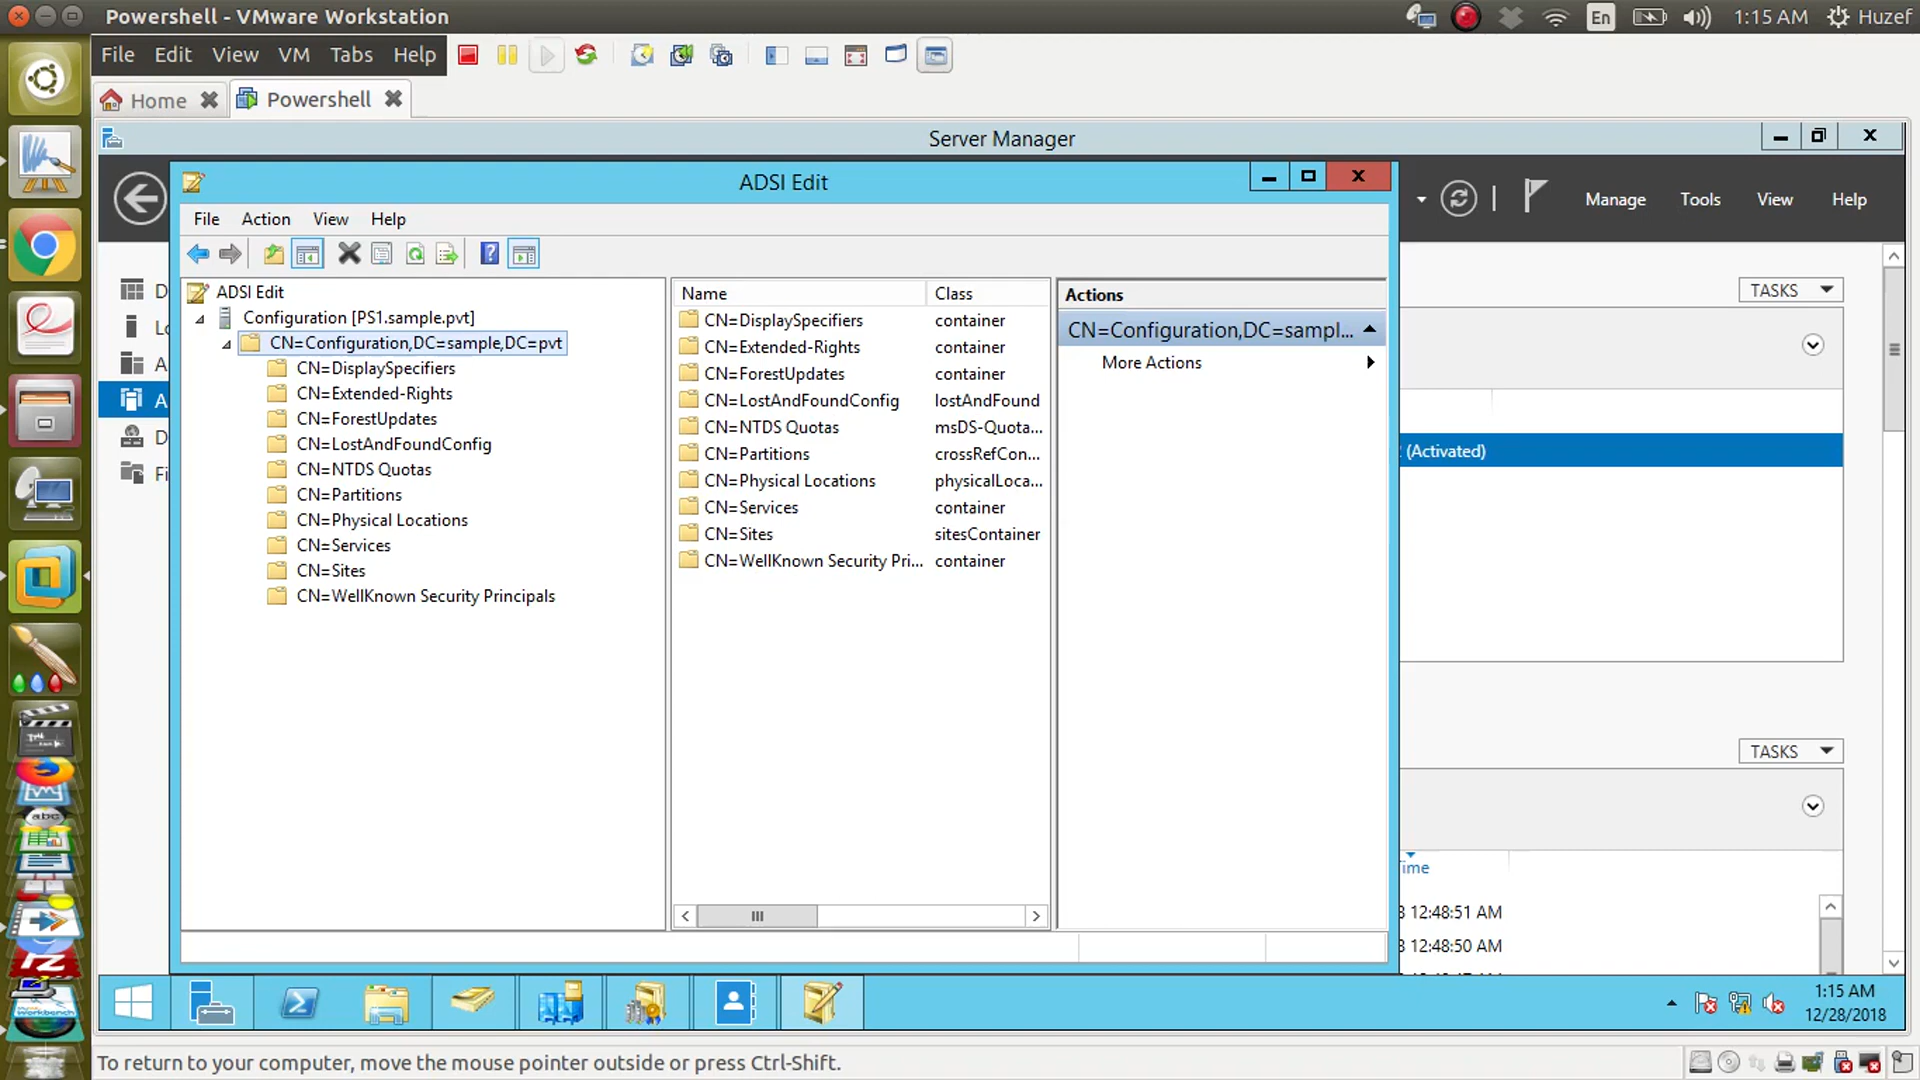 Powershell - VMware Workstation
En
1:15 AM
Huzef
File Edit View VM Tabs Help
Home
Powershell
Server Manager
ADSI Edit
Manage Tools View Help
File Action View Help
ADSI Edit
Configuration [PS1.sample.pvt]
CN=Configuration,DC=sample,DC=pvt
CN=DisplaySpecifiers
CN=Extended-Rights
CN=ForestUpdates
CN=LostAndFoundConfig
CN=NTDS Quotas
CN=Partitions
CN=Physical Locations
CN=Services
CN=Sites
CN=WellKnown Security Principals
Name Class
CN=DisplaySpecifiers container
CN=Extended-Rights container
CN=ForestUpdates container
CN=LostAndFoundConfig lostAndFound
CN=NTDS Quotas msDS-Quota...
CN=Partitions crossRefCon...
CN=Physical Locations physicalLoca...
CN=Services container
CN=Sites sitesContainer
CN=WellKnown Security Pri... container
Actions
CN=Configuration,DC=sampl...
More Actions
D
Lo
A
A
D
Fi
TASKS
(Activated)
TASKS
ime
3 12:48:51 AM
3 12:48:50 AM
1:15 AM
12/28/2018
To return to your computer, move the mouse pointer outside or press Ctrl-Shift.